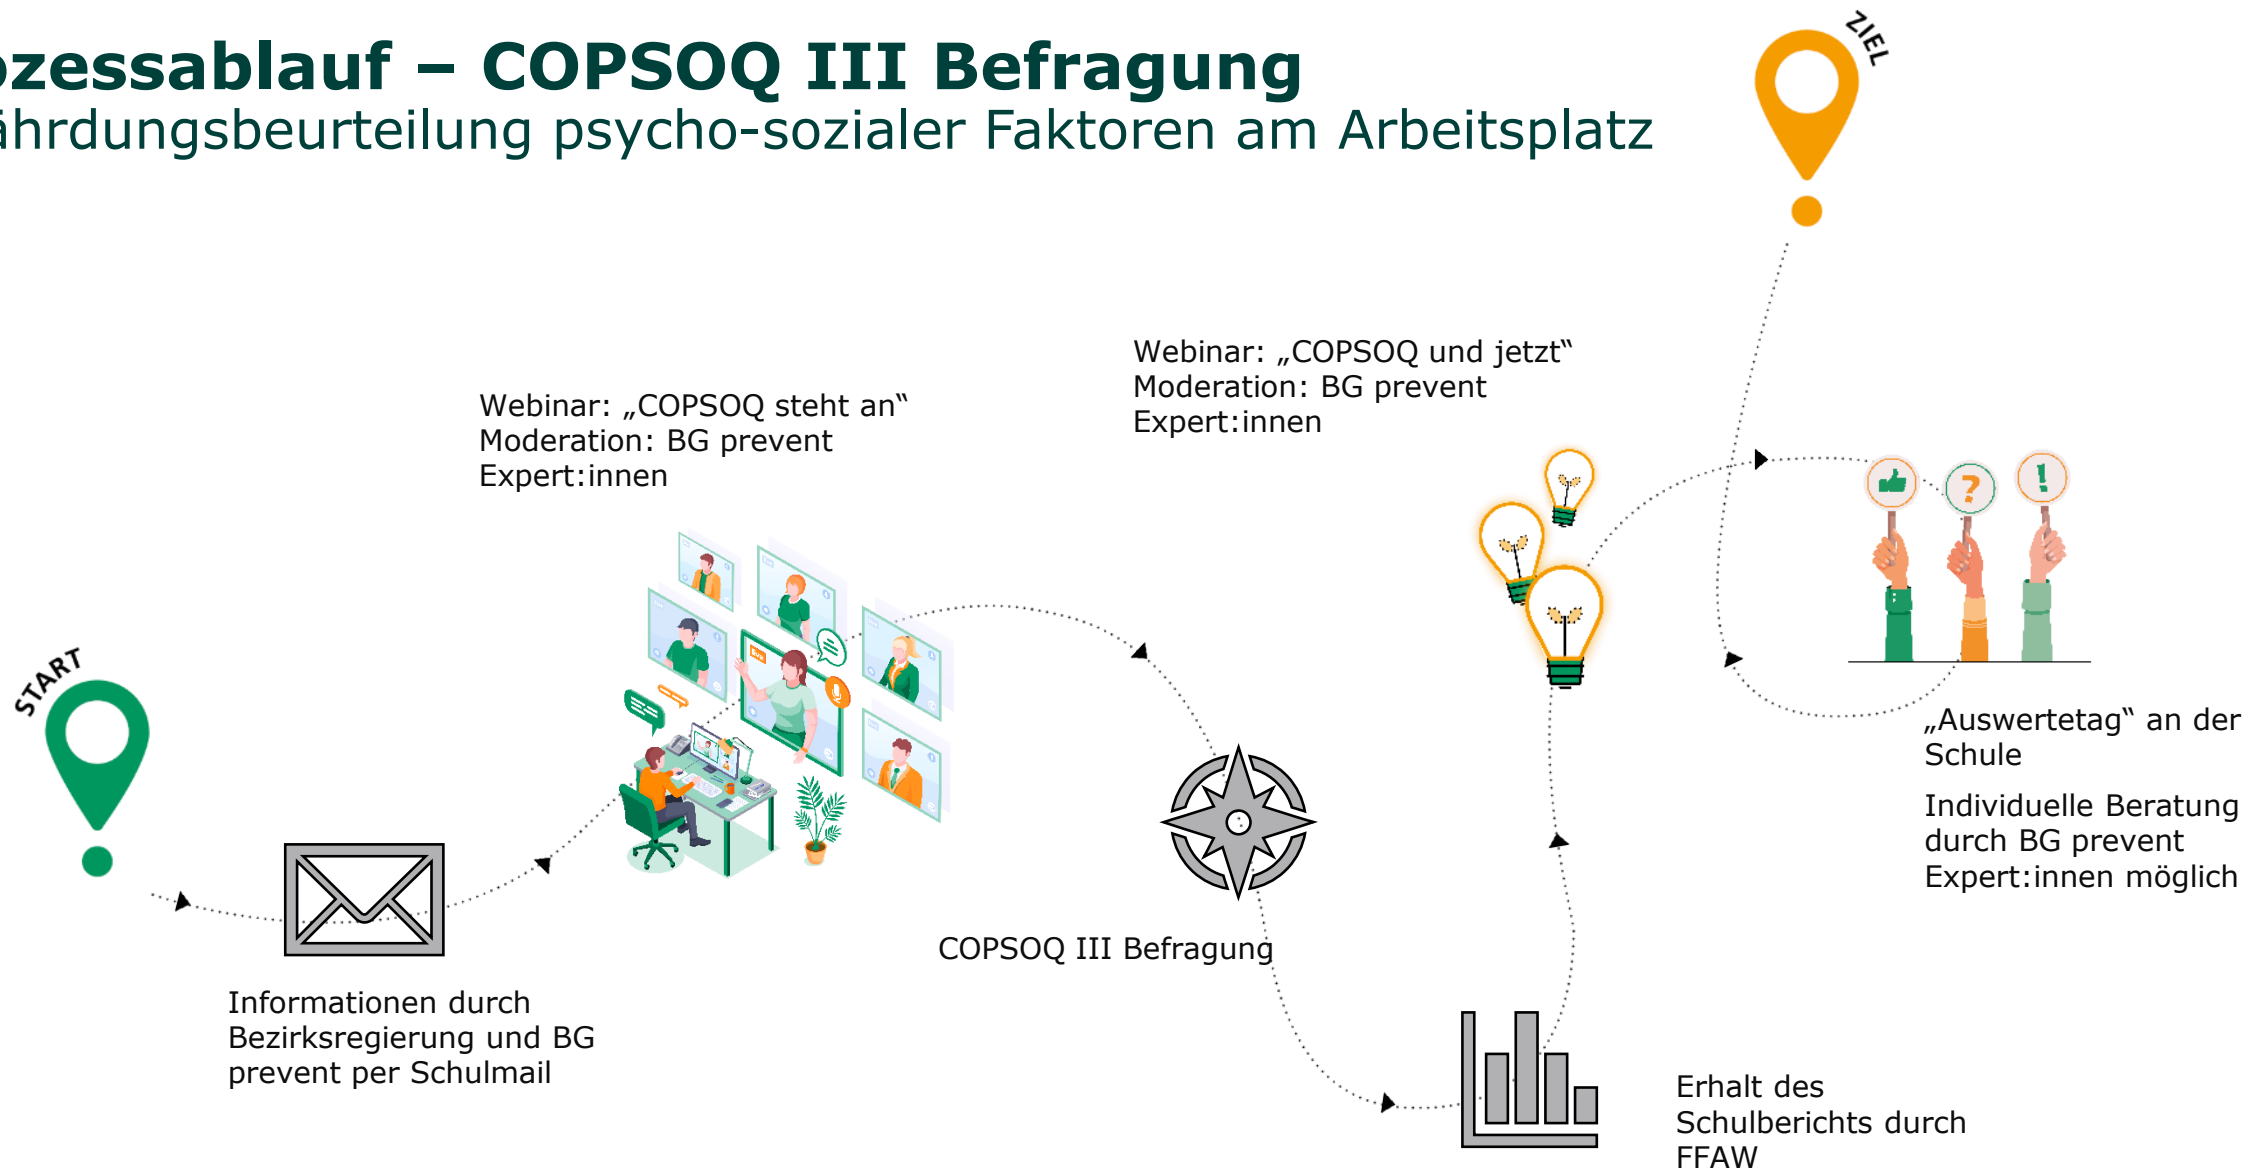 ozessablauf – COPSOQ III Befragung
ährdungsbeurteilung psycho-sozialer Faktoren am Arbeitsplatz
ZIEL
Webinar: „COPSOQ und jetzt“
Moderation: BG prevent
Expert:innen
Webinar: „COPSOQ steht an“
Moderation: BG prevent
Expert:innen
START
?
!
„Auswertetag“ an der
Schule
Individuelle Beratung
durch BG prevent
Expert:innen möglich
COPSOQ III Befragung
Informationen durch
Bezirksregierung und BG
prevent per Schulmail
Erhalt des
Schulberichts durch
FFAW